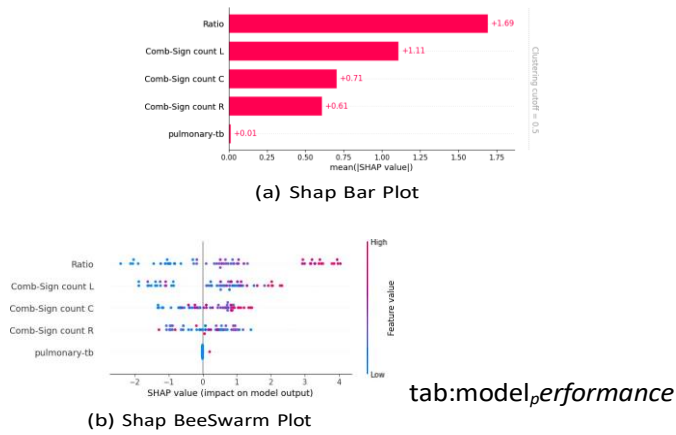 Ratio
+1.69
Comb-Sign count L
+1.11
Comb-Sign count C
+0.71
Comb-Sign count R
+0.61
pulmonary-tb
+0.01
Clustering cutoff = 0.5
0.00 0.25 0.50 0.75 1.00 1.25 1.50 1.75
mean(|SHAP value|)
(a) Shap Bar Plot
High
Ratio
Comb-Sign count L
Comb-Sign count C
Comb-Sign count R
pulmonary-tb
Feature value
Low
−2 −1 0 1 2 3 4
SHAP value (impact on model output)
(b) Shap BeeSwarm Plot
tab:modelₚerformance